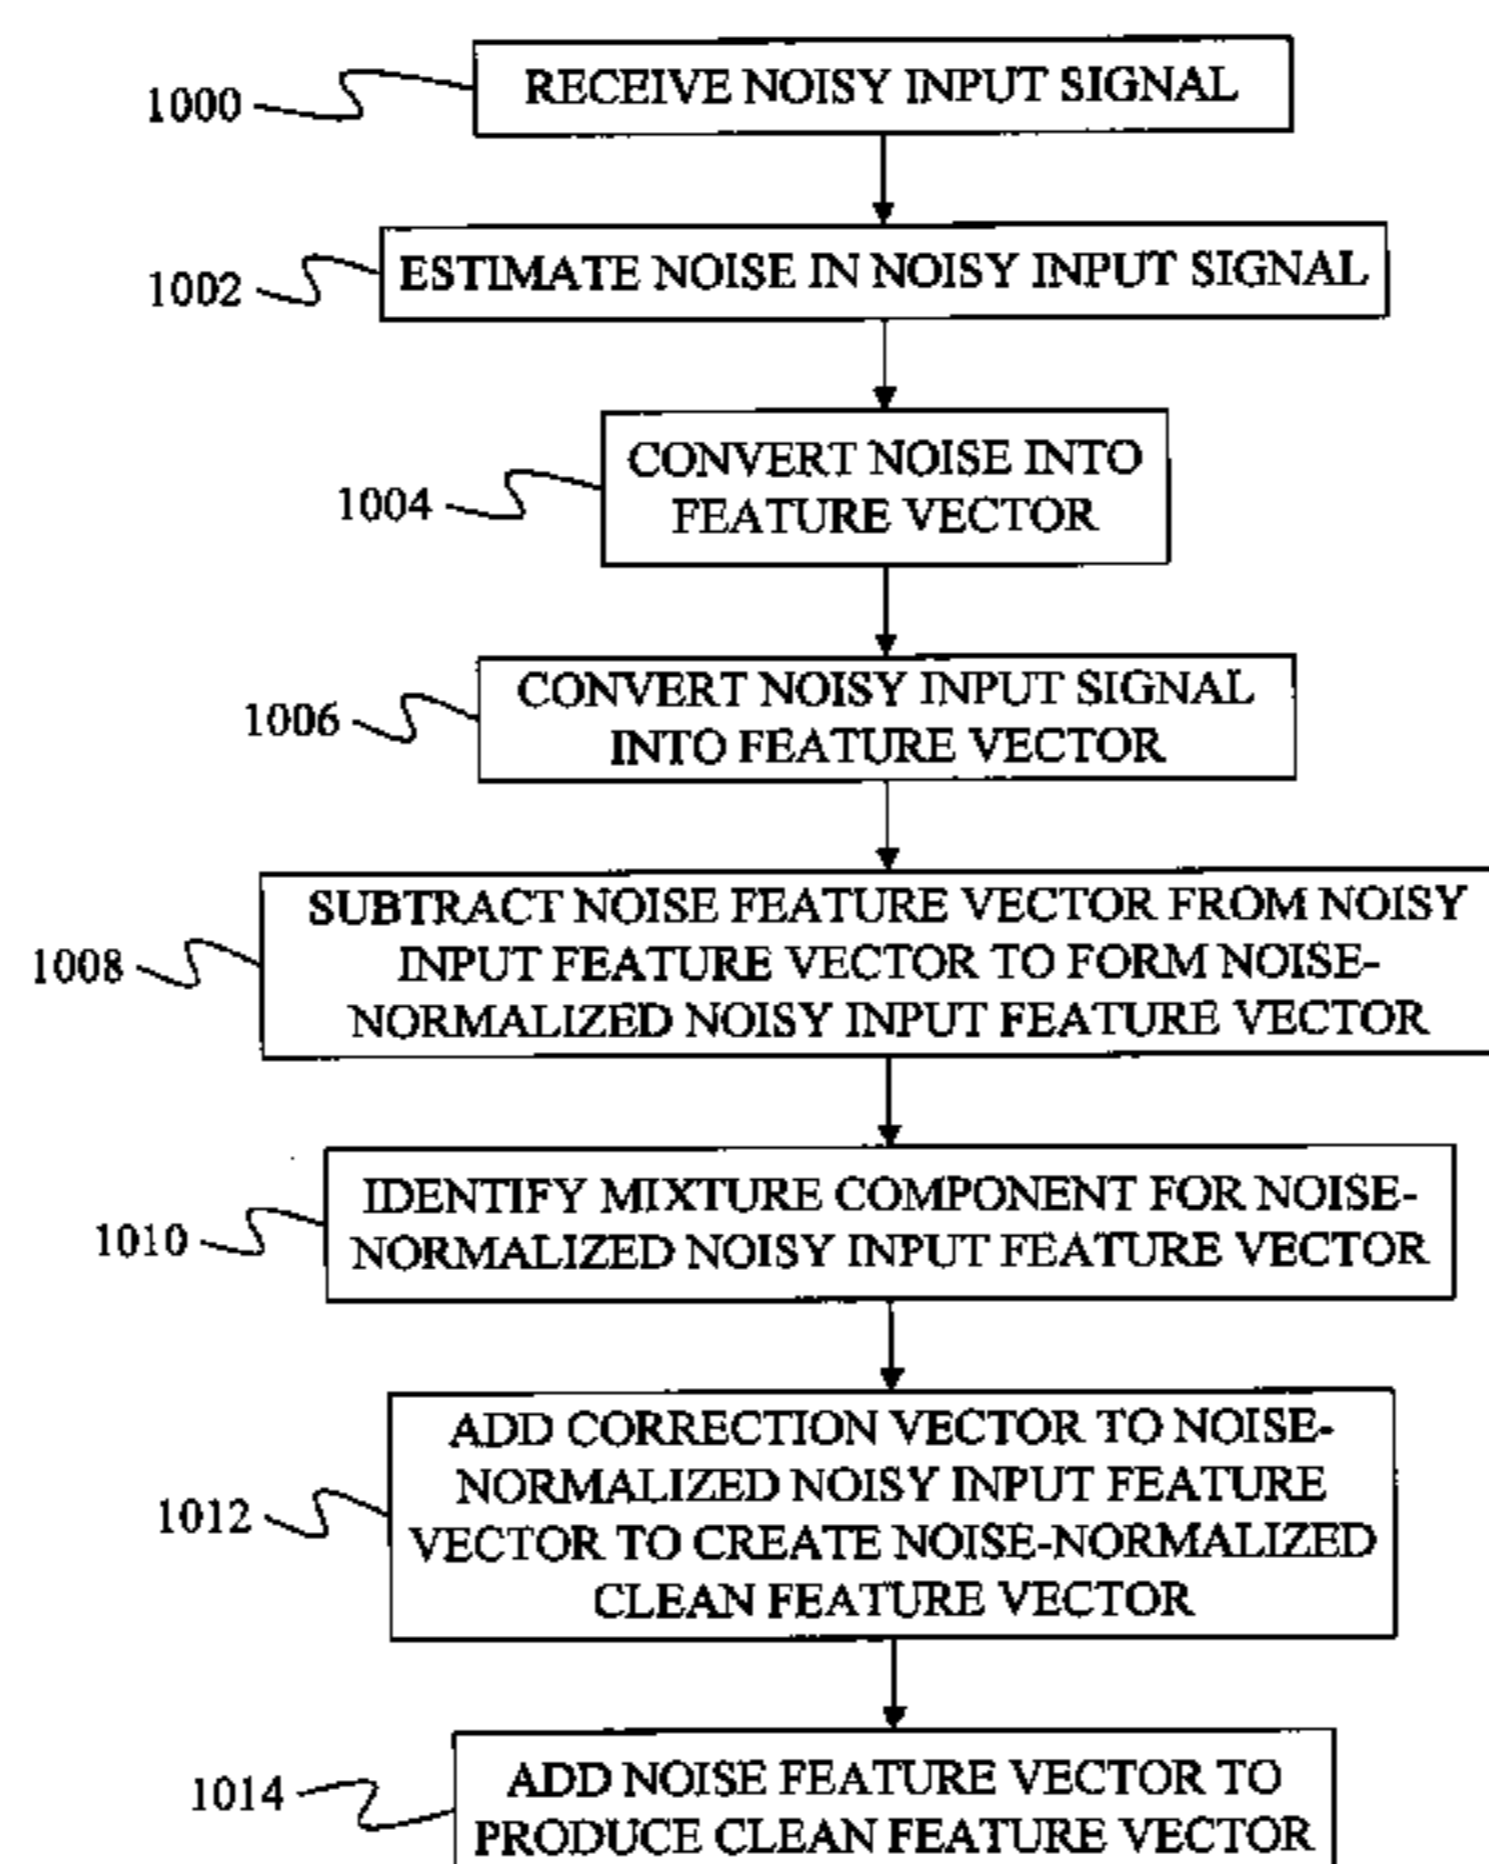 1000
RECEIVE NOISY INPUT SIGNAL
1002
ESTIMATE NOISE IN NOISY INPUT SIGNAL
1004
CONVERT NOISE INTO
FEATURE VECTOR
1006
CONVERT NOISY INPUT SIGNAL
INTO FEATURE VECTOR
1008
SUBTRACT NOISE FEATURE VECTOR FROM NOISY
INPUT FEATURE VECTOR TO FORM NOISE-
NORMALIZED NOISY INPUT FEATURE VECTOR
1010
IDENTIFY MIXTURE COMPONENT FOR NOISE-
NORMALIZED NOISY INPUT FEATURE VECTOR
1012
ADD CORRECTION VECTOR TO NOISE-
NORMALIZED NOISY INPUT FEATURE
VECTOR TO CREATE NOISE-NORMALIZED
CLEAN FEATURE VECTOR
1014
ADD NOISE FEATURE VECTOR TO
PRODUCE CLEAN FEATURE VECTOR